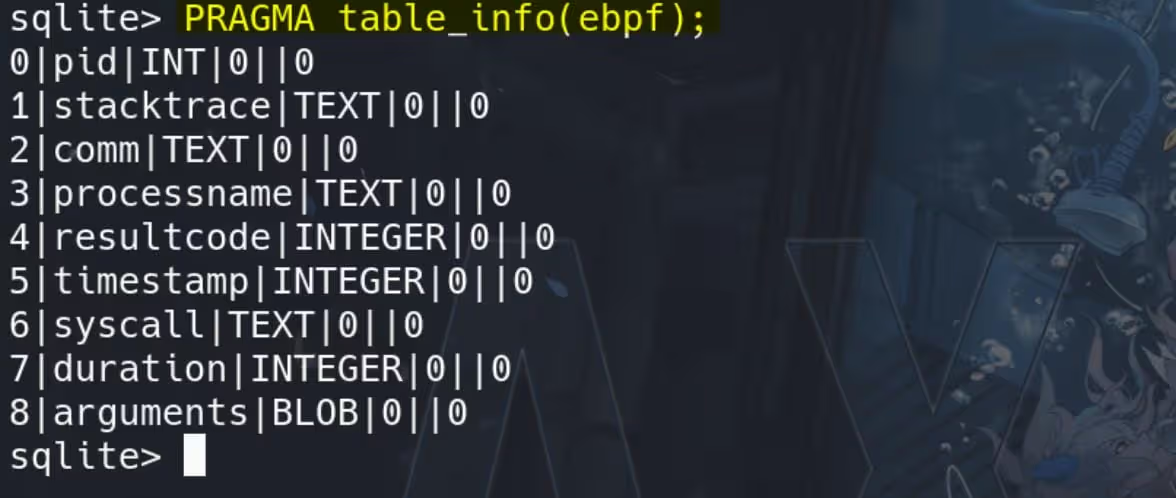 sqlite> PRAGMA table_info(ebpf);
0|pid|INT|0||0
1|stacktrace|TEXT|0||0
2|comm|TEXT|0||0
3|processname|TEXT|0||0
4|resultcode|INTEGER|0||0
5|timestamp|INTEGER|0||0
6|syscall|TEXT|0||0
7|duration|INTEGER|0||0
8|arguments|BLOB|0||0
sqlite>